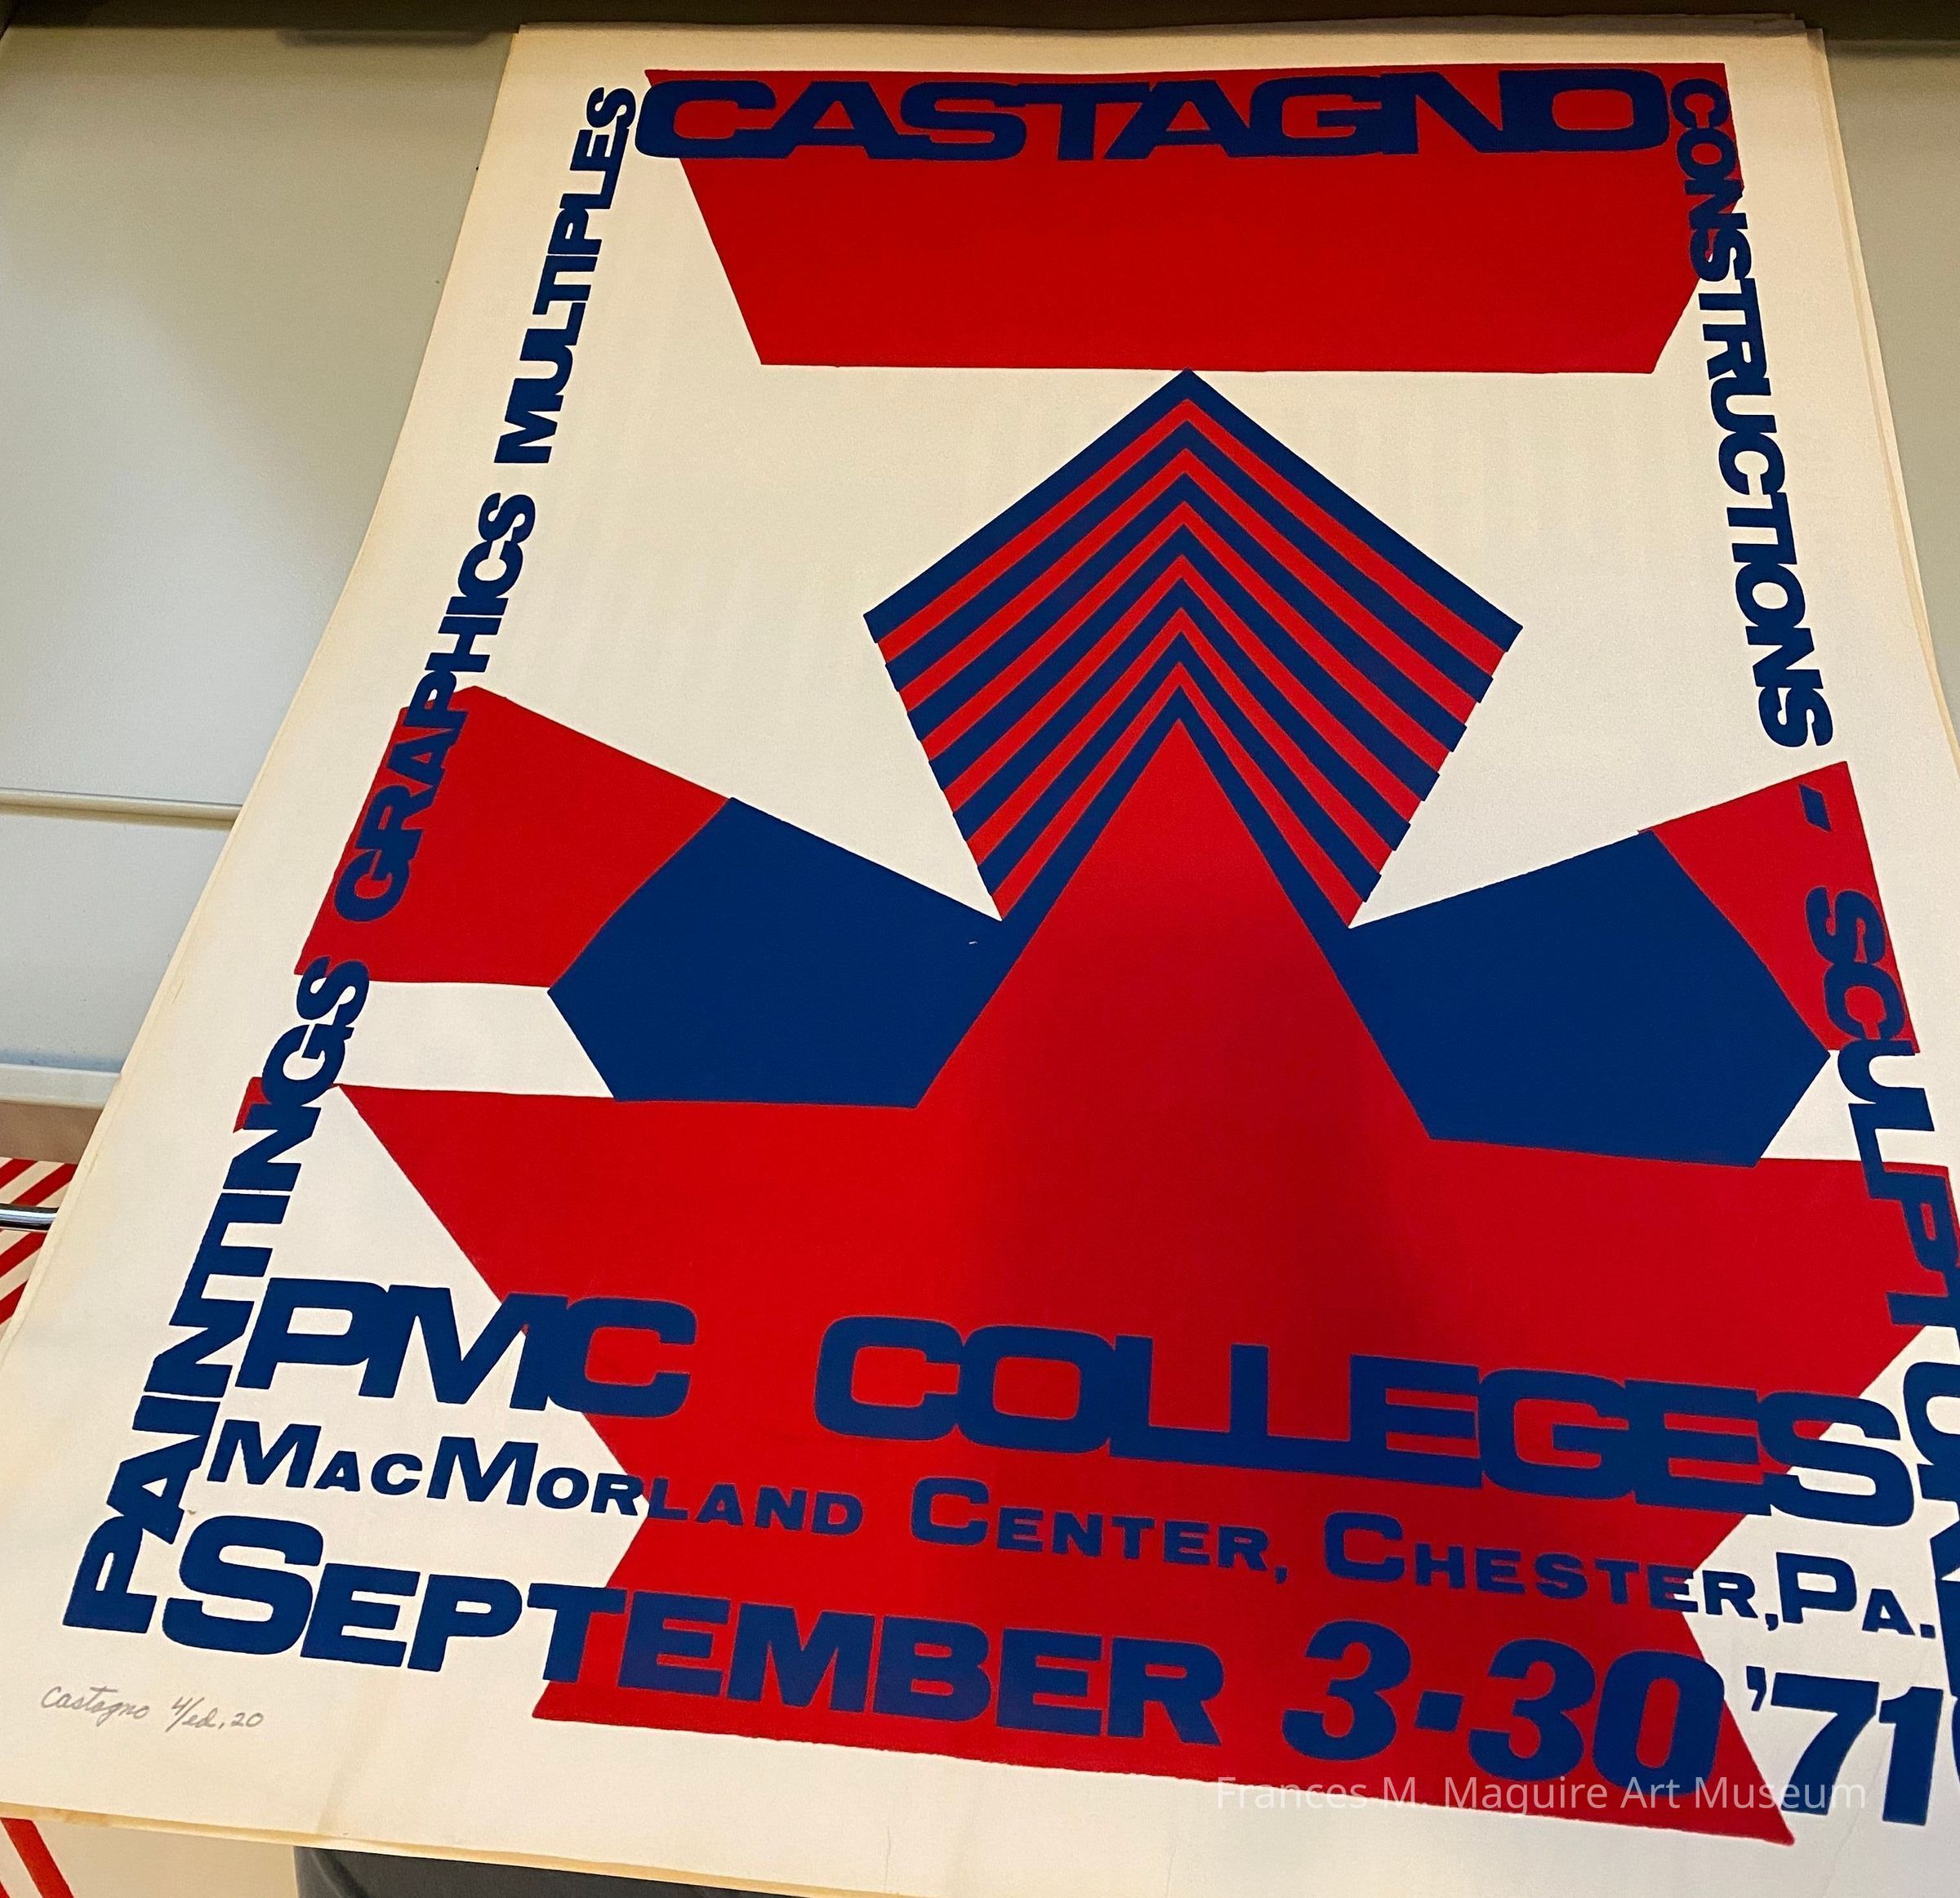 CASTAGNO
CONSTRUCTIONS - SCULPTURE
PAINTINGS GRAPHICS MULTIPLES
PMC COLLEGES
MACMORLAND CENTER, CHESTER, PA.
SEPTEMBER 3-30 '71
Castagno 4/ed, 20
Frances M. Maguire Art Museum